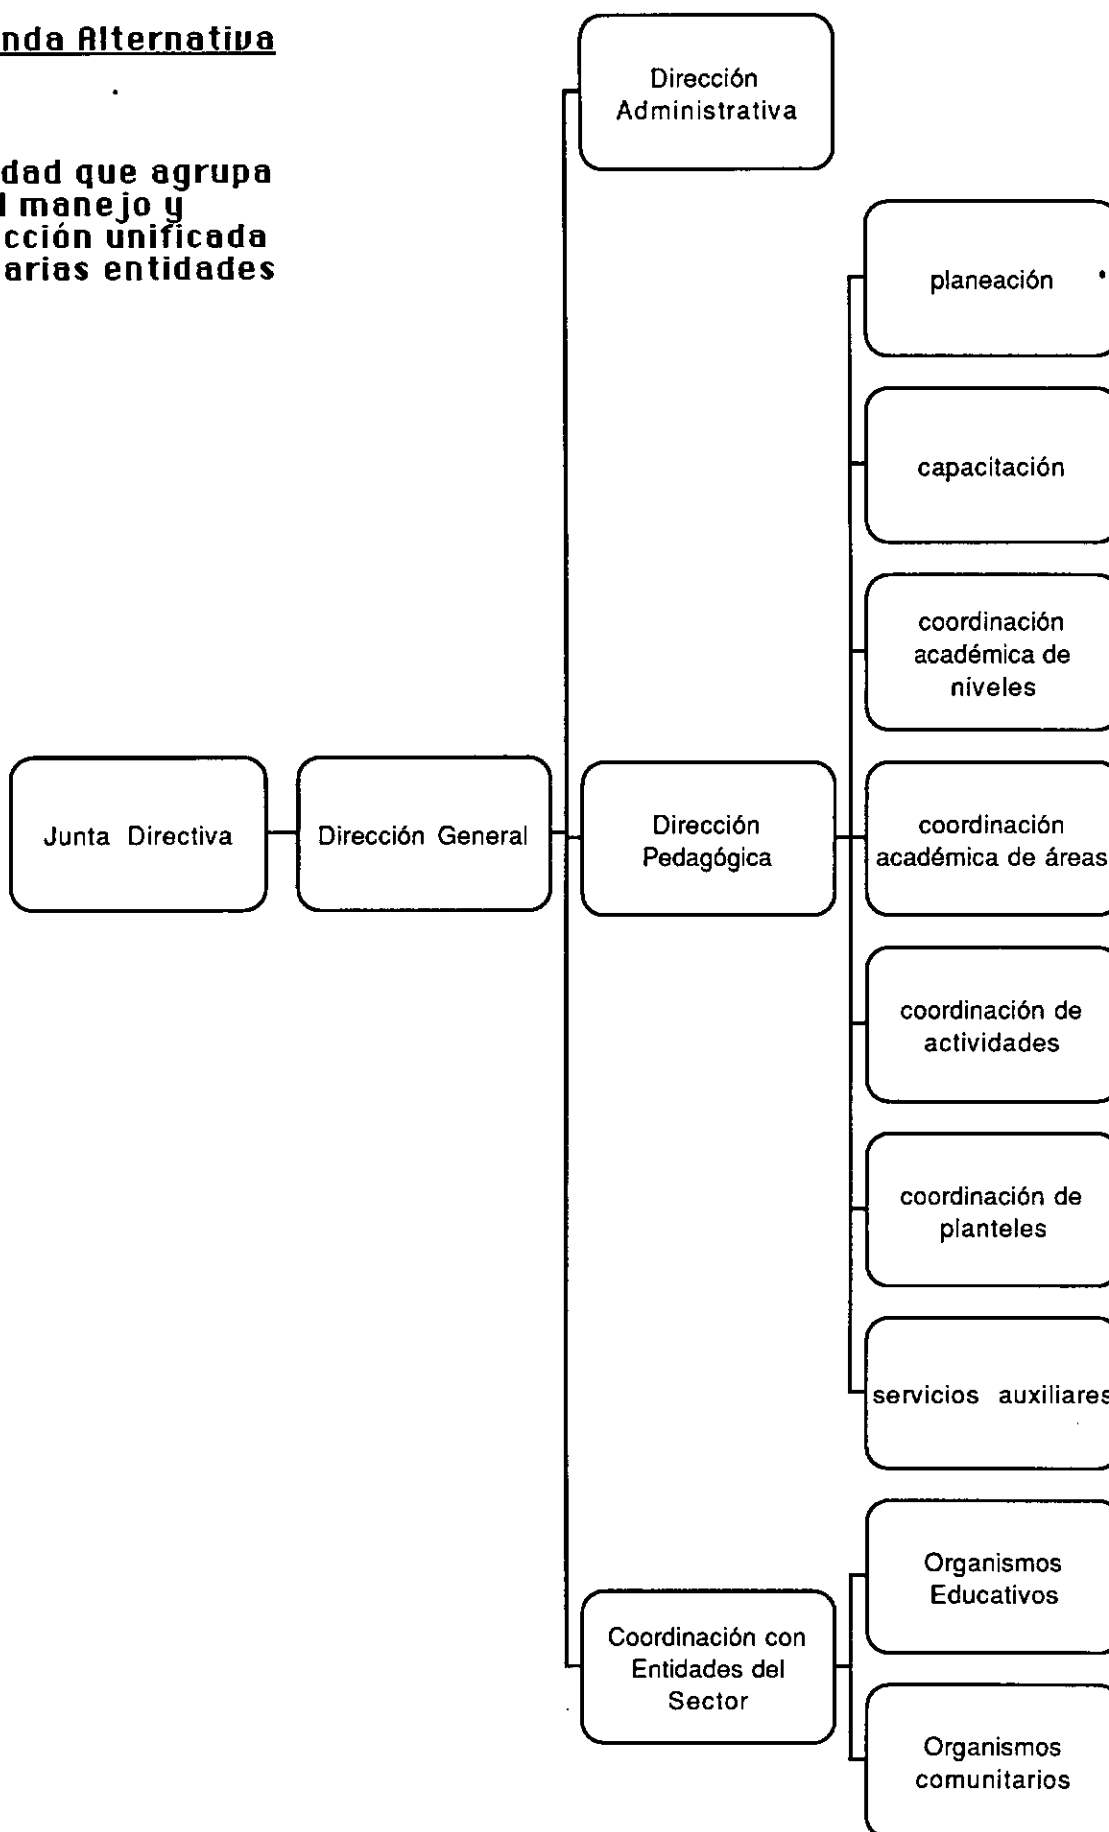 nda Alternativa
dad que agrupa
l manejo y
cción unificada
arias entidades
Junta Directiva
Dirección General
Dirección
Administrativa
Dirección
Pedagógica
planeación
capacitación
coordinación
académica de
niveles
coordinación
académica de áreas
coordinación de
actividades
coordinación de
planteles
servicios auxiliares
Coordinación con
Entidades del
Sector
Organismos
Educativos
Organismos
comunitarios